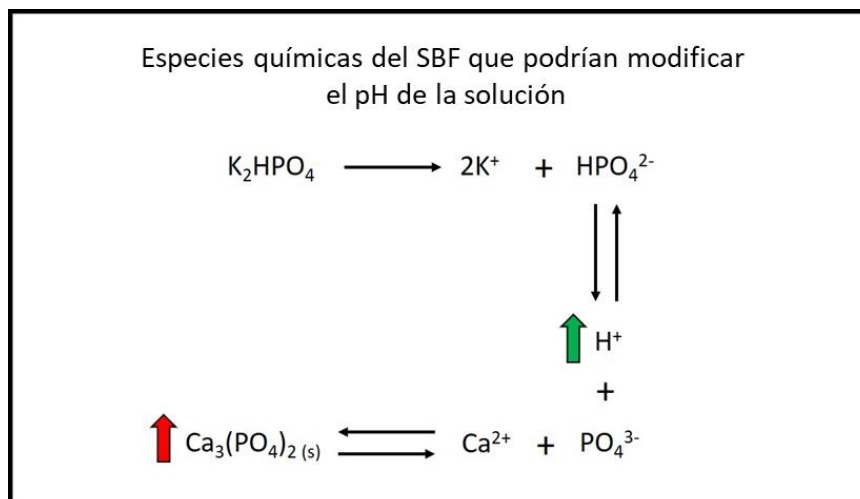 Especies químicas del SBF que podrían modificar
el pH de la solución
K₂HPO₄ ⟶ 2K⁺ + HPO₄²⁻
H⁺
+
Ca₃(PO₄)₂ (s) ⇌ Ca²⁺ + PO₄³⁻